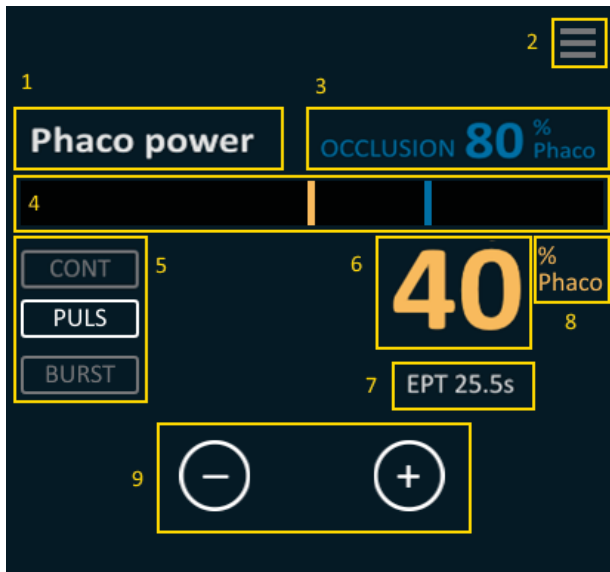 2
1
3
Phaco power
OCCLUSION 80 % Phaco
4
CONT
5
6
40
% Phaco
PULS
8
BURST
7
EPT 25.5s
9
−
+